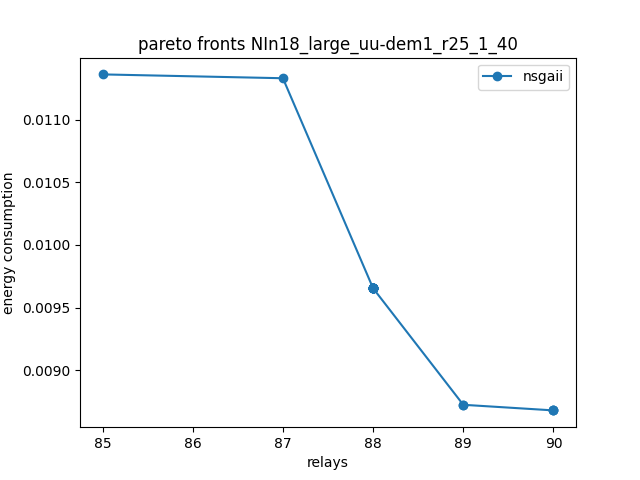 pareto fronts NIn18_large_uu-dem1_r25_1_40
nsgaii
0.0110
0.0105
0.0100
0.0095
0.0090
energy consumption
85 86 87 88 89 90
relays